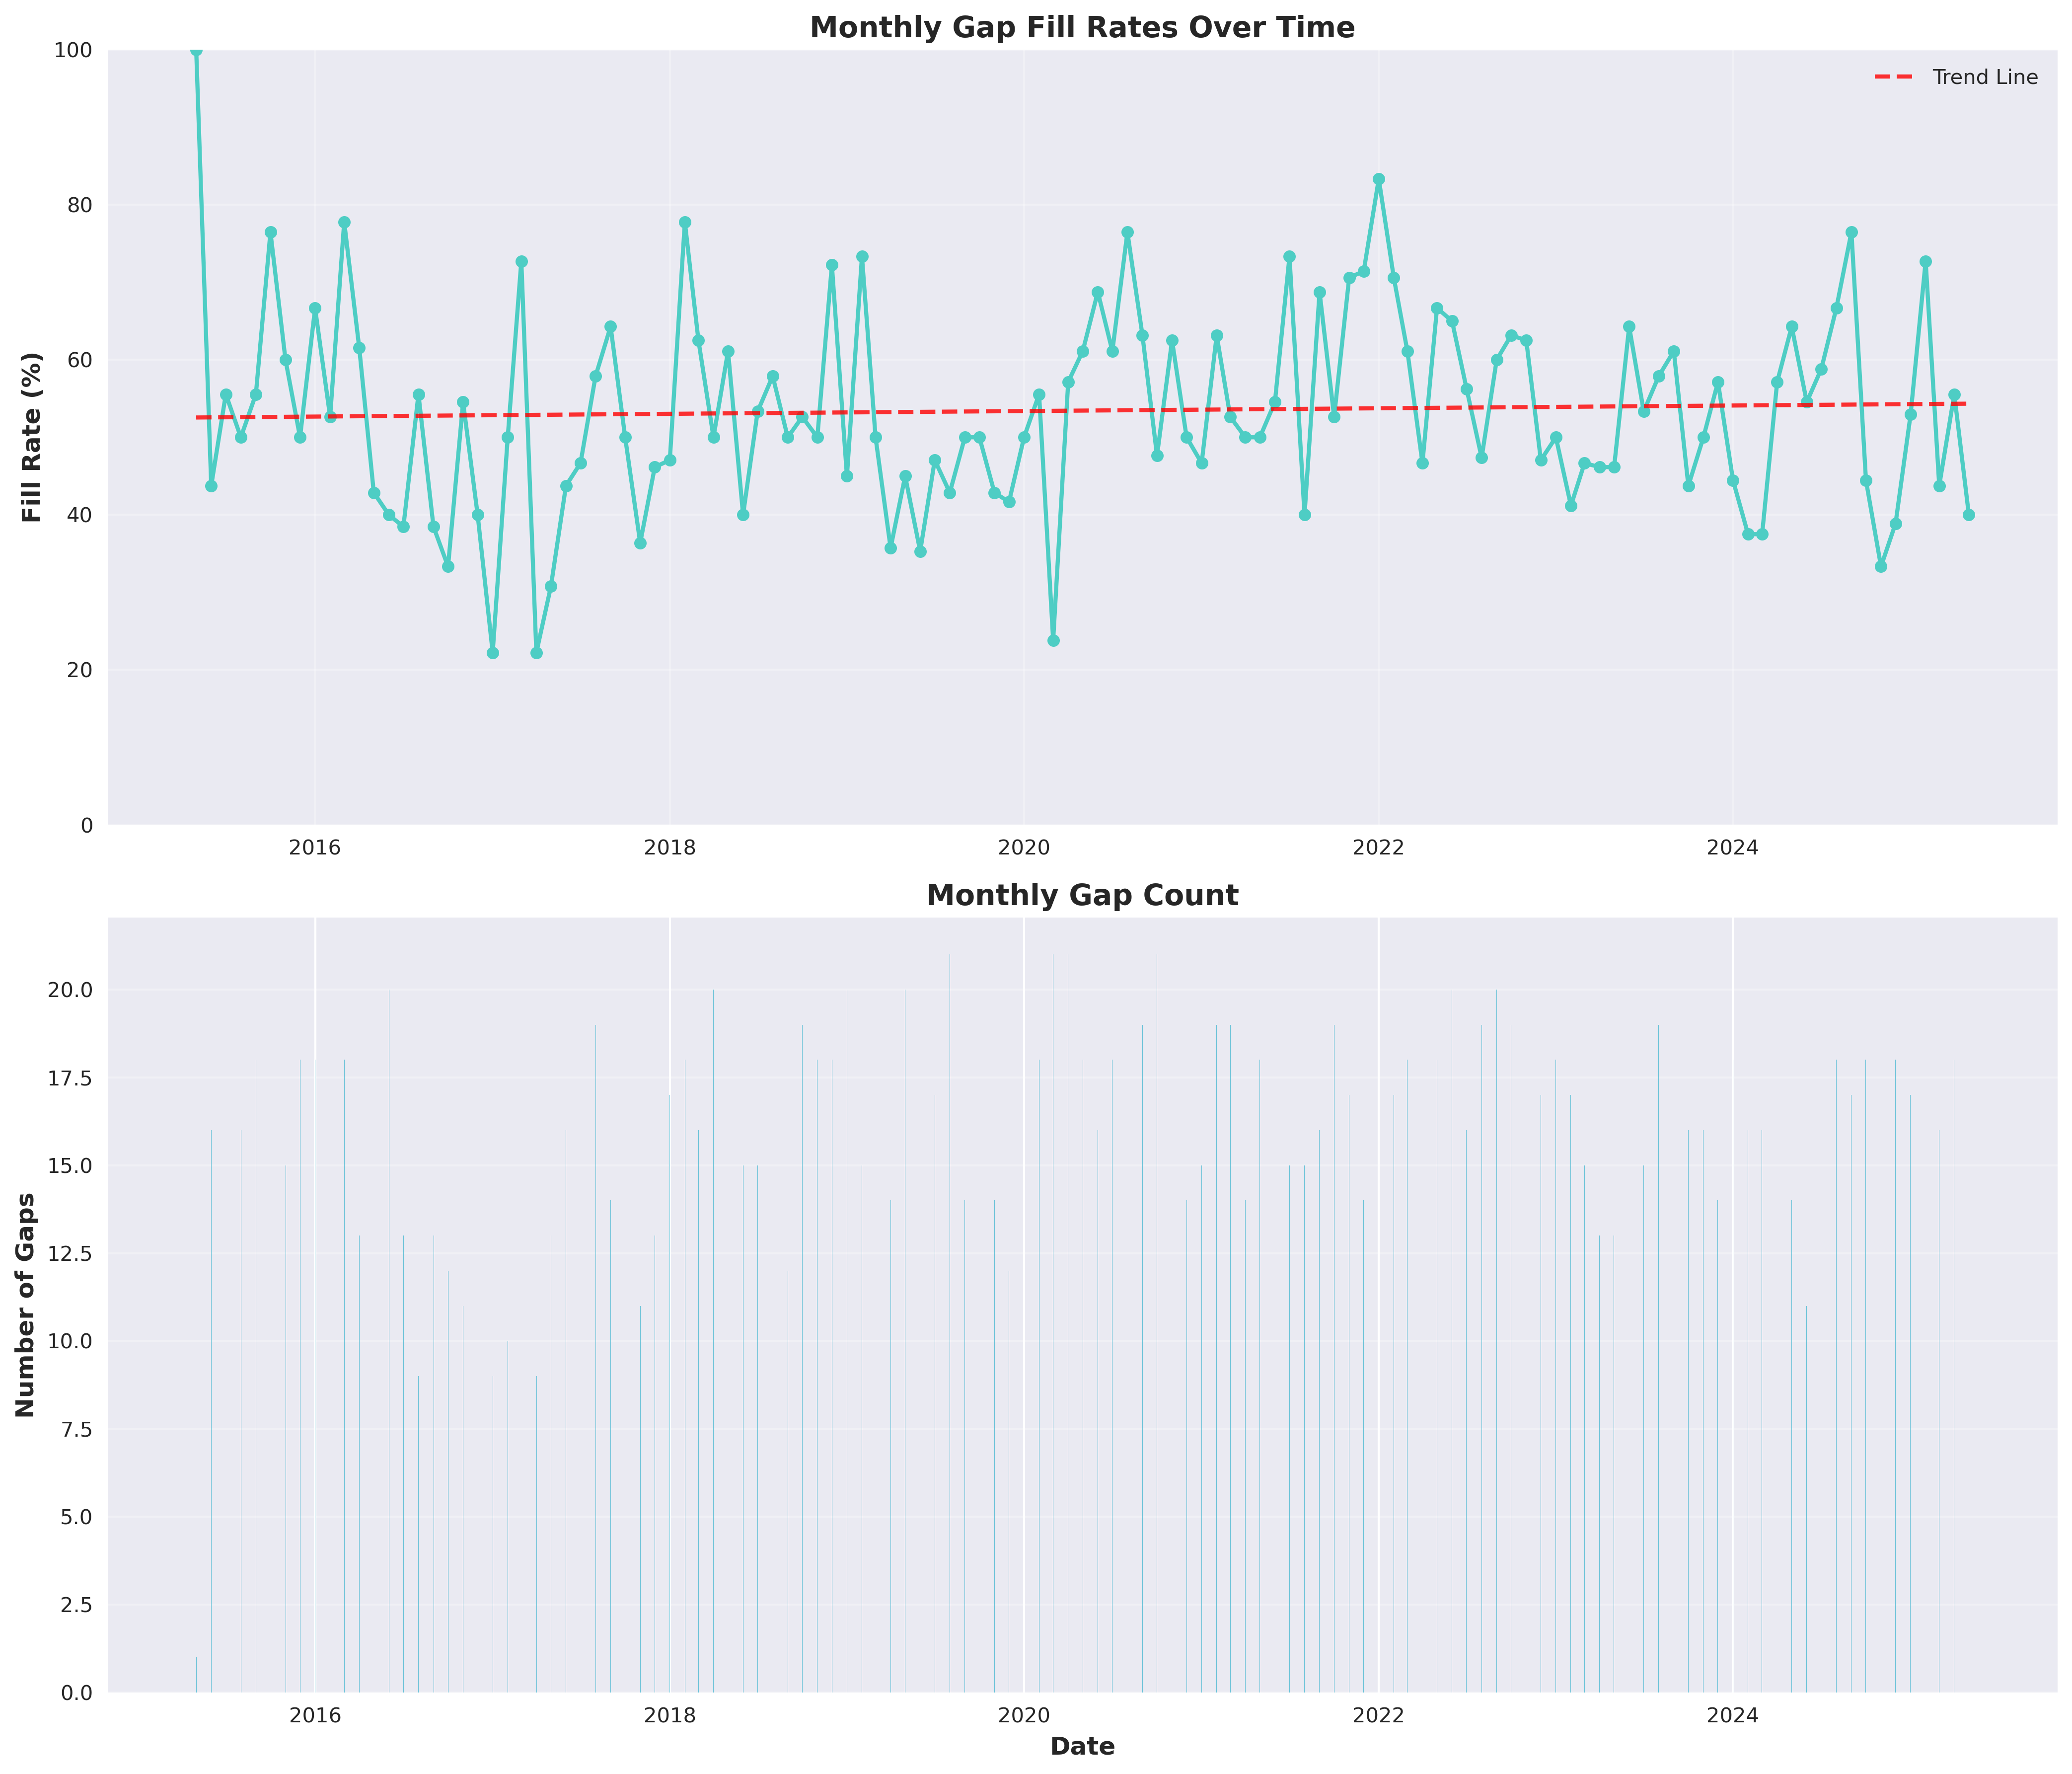 Monthly Gap Fill Rates Over Time
Fill Rate (%)
100
80
60
40
20
0
Trend Line
2016 2018 2020 2022 2024
Monthly Gap Count
Number of Gaps
20.0
17.5
15.0
12.5
10.0
7.5
5.0
2.5
0.0
2016 2018 2020 2022 2024
Date